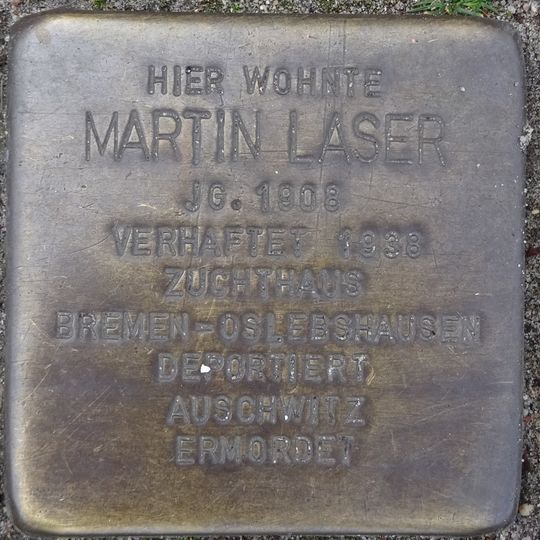 HIER WOHNTE
MARTIN LASER
JG. 1908
VERHAFTET 1938
ZUCHTHAUS
BREMEN-OSLEBSHAUSEN
DEPORTIERT
AUSCHWITZ
ERMORDET